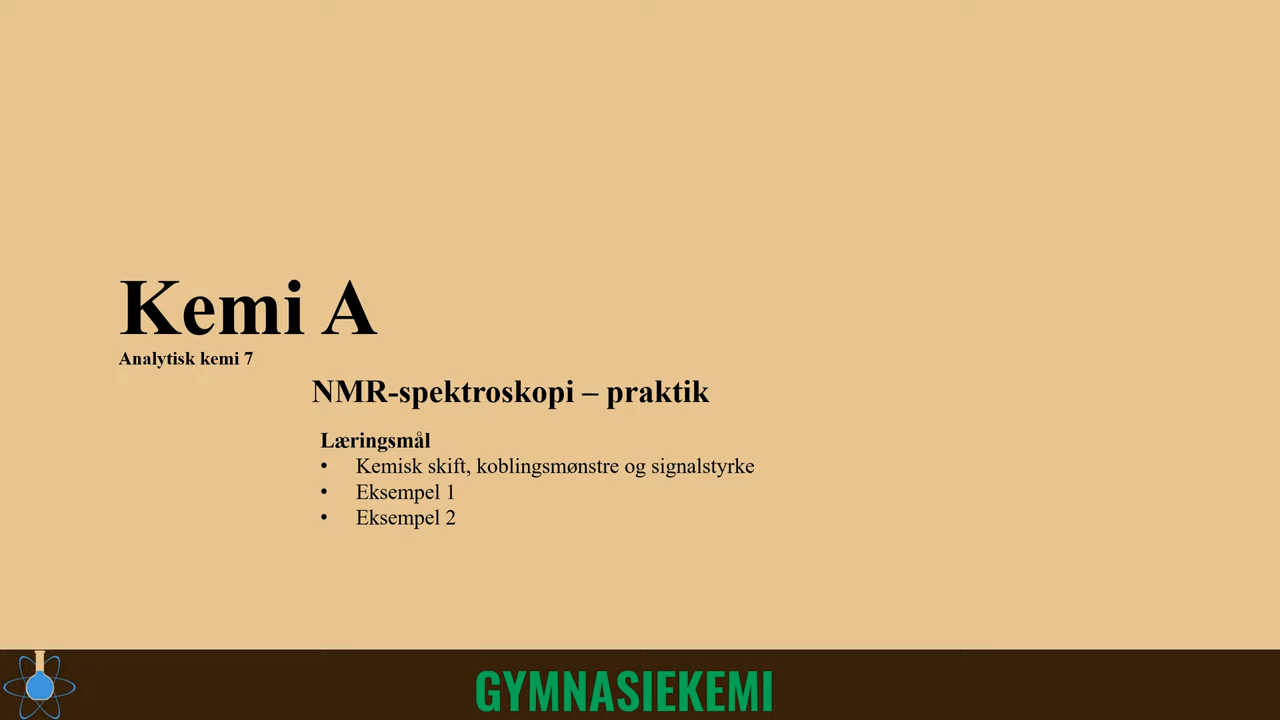 Kemi A
Analytisk kemi 7
NMR-spektroskopi – praktik
Læringsmål
• Kemisk skift, koblingsmønstre og signalstyrke
• Eksempel 1
• Eksempel 2
GYMNASIEKEMI